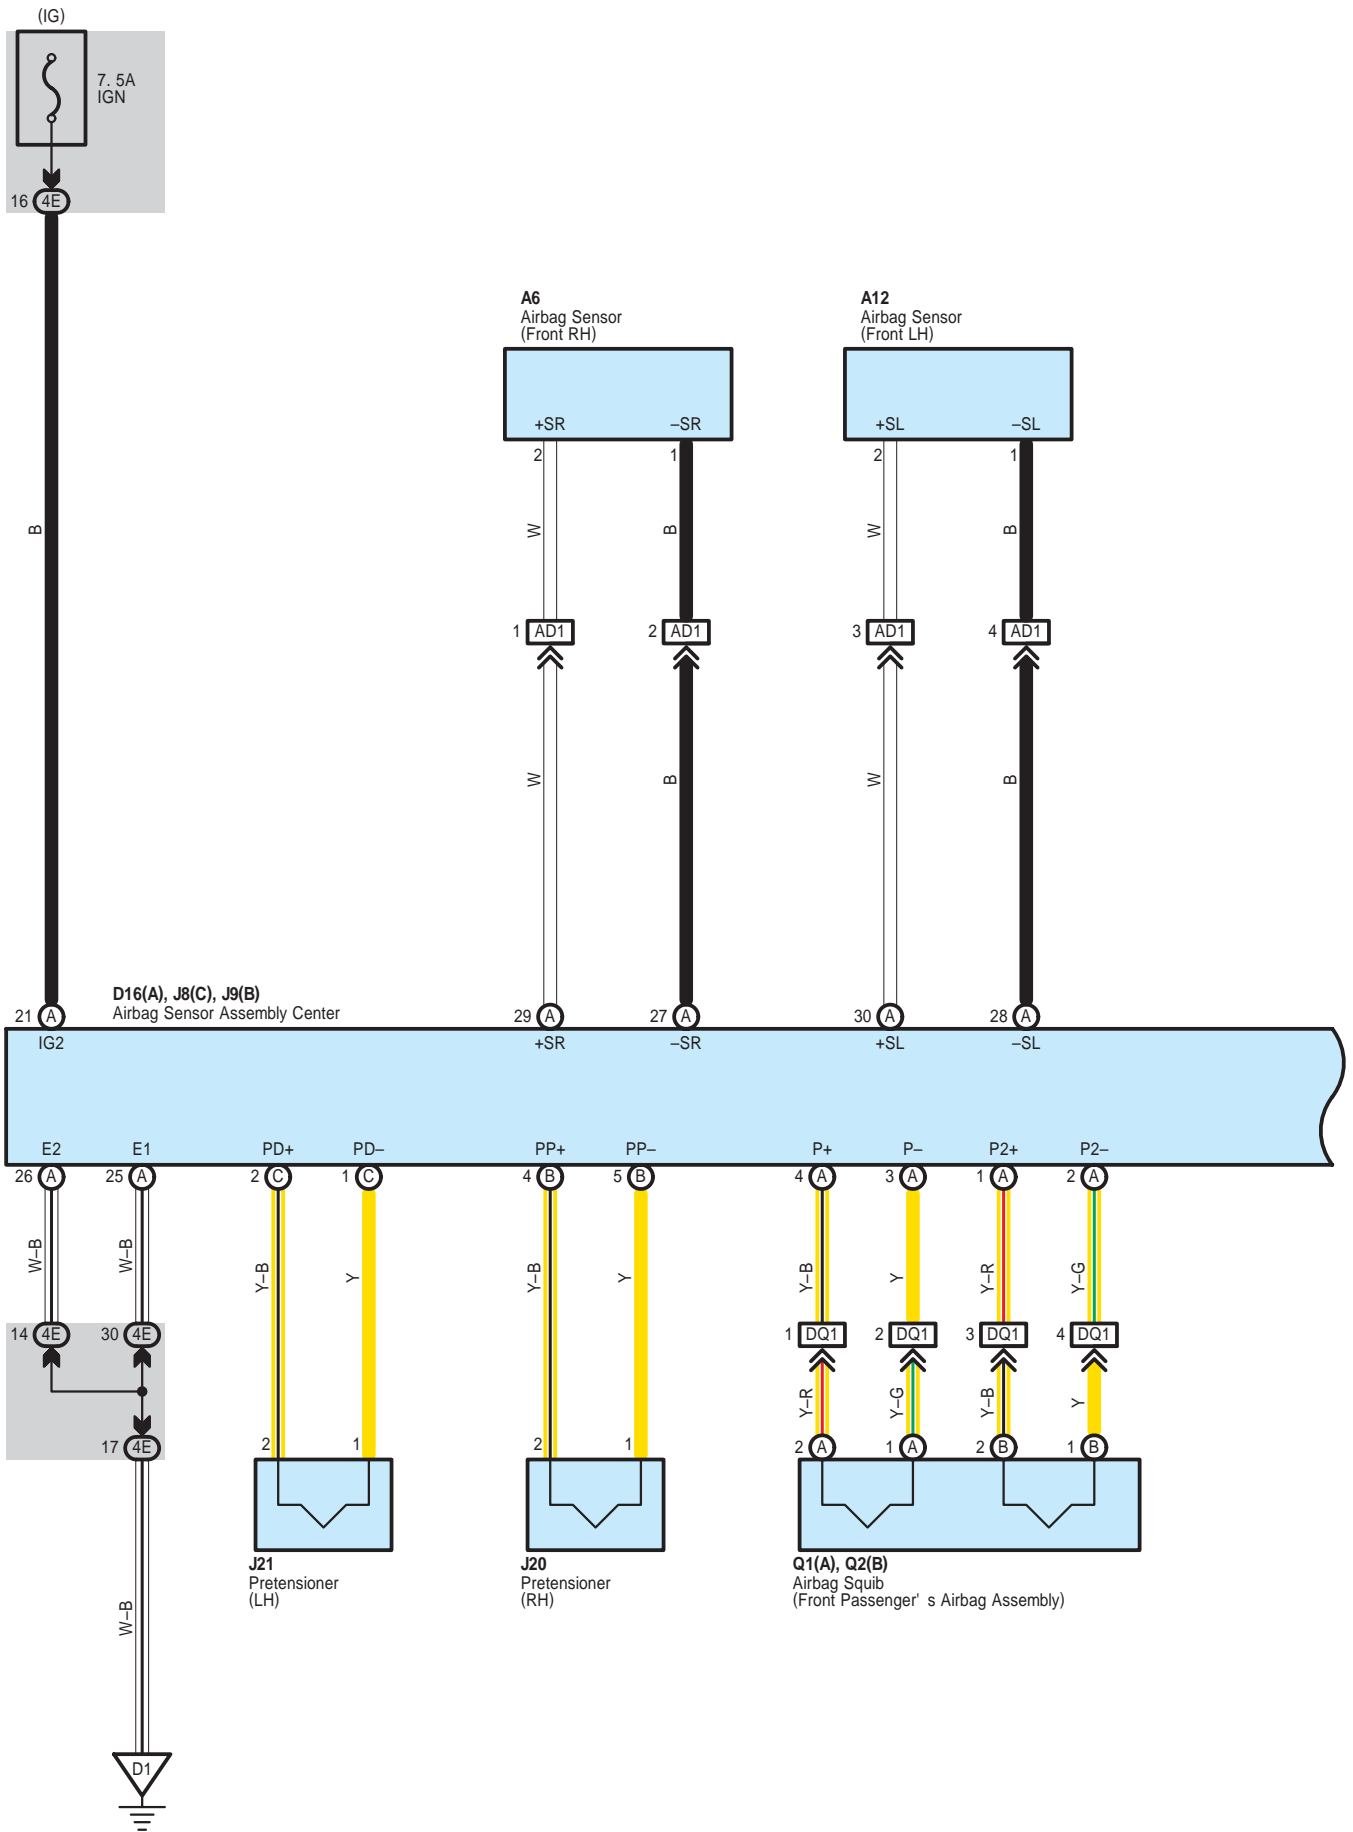 (IG)
7. 5A
IGN
16 4E
B
A6
Airbag Sensor
(Front RH)
A12
Airbag Sensor
(Front LH)
+SR –SR +SL –SL
2 1 2 1
W B W B
1 AD1 2 AD1 3 AD1 4 AD1
W B W B
D16(A), J8(C), J9(B)
Airbag Sensor Assembly Center
21 A 29 A 27 A 30 A 28 A
IG2 +SR –SR +SL –SL
E2 E1 PD+ PD– PP+ PP– P+ P– P2+ P2–
26 A 25 A 2 C 1 C 4 B 5 B 4 A 3 A 1 A 2 A
W–B W–B Y–B Y Y–B Y Y–B Y Y–R Y–G
14 4E 30 4E 1 DQ1 2 DQ1 3 DQ1 4 DQ1
Y–R Y–G Y–B Y
17 4E 2 1 2 1 2 A 1 A 2 B 1 B
J21
Pretensioner
(LH)
J20
Pretensioner
(RH)
Q1(A), Q2(B)
Airbag Squib
(Front Passenger' s Airbag Assembly)
W–B
D1